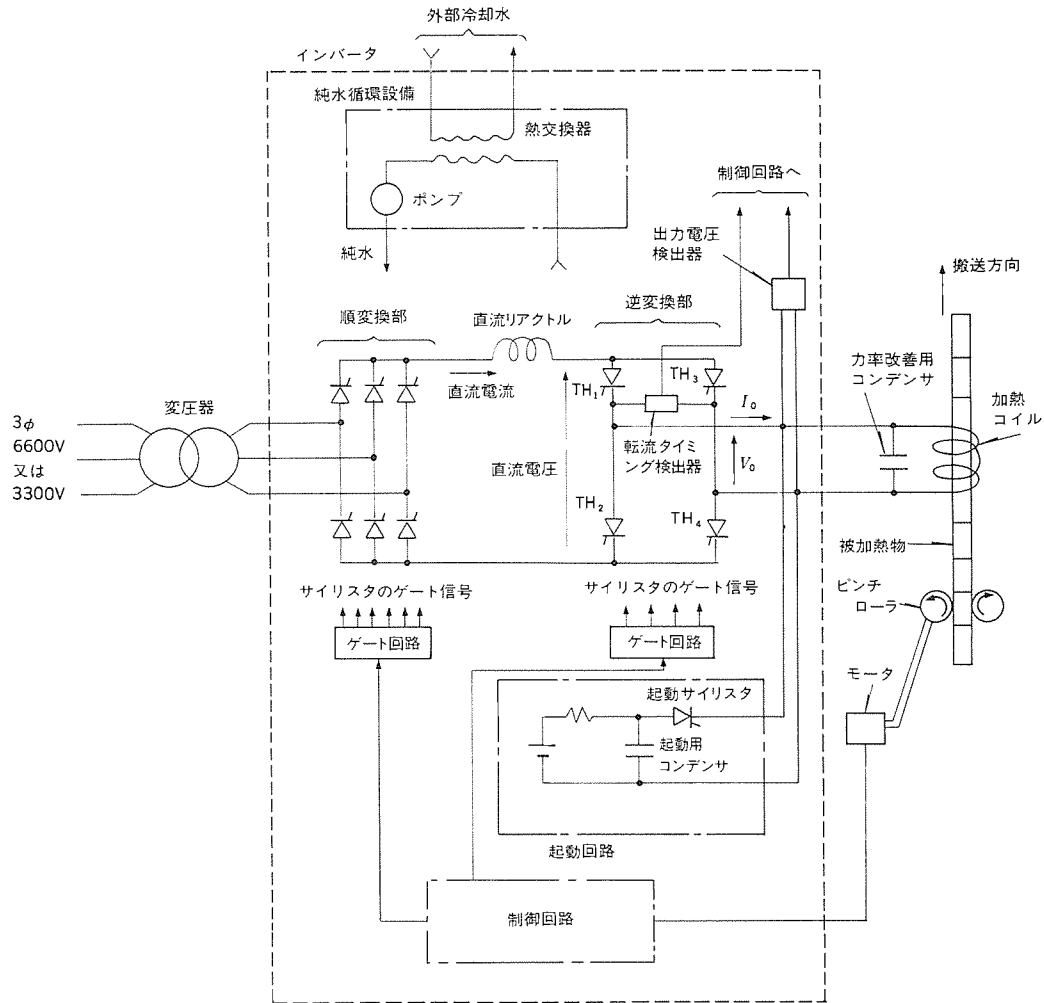 外部冷却水
インバータ
純水循環設備
熱交換器
ポンプ
純水
制御回路へ
出力電圧
検出器
搬送方向
順変換部
直流リアクトル
逆変換部
力率改善用
コンデンサ
加熱
コイル
変圧器
直流電流
TH1
TH3
I0
3φ
6600V
又は
3300V
直流電圧
転流タイミ
ング検出器
V0
TH2
TH4
被加熱物
サイリスタのゲート信号
サイリスタのゲート信号
ピンチ
ローラ
ゲート回路
ゲート回路
モータ
起動サイリスタ
起動用
コンデンサ
起動回路
制御回路